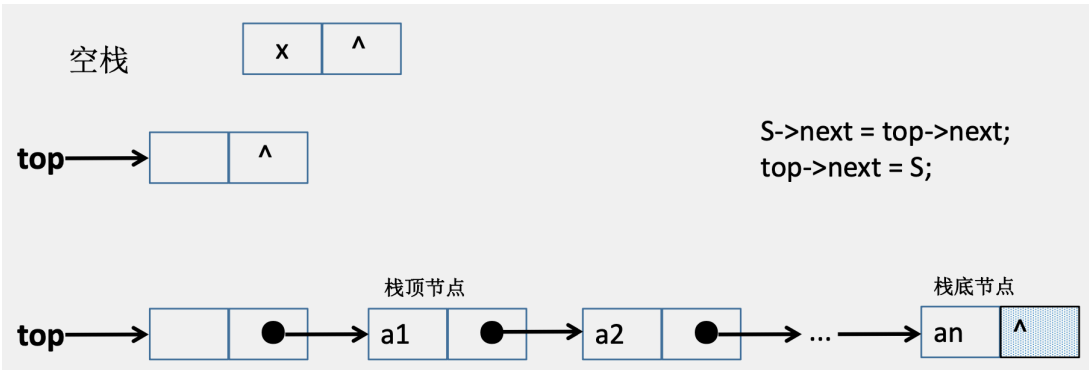 空栈
x ^
top ^
S->next = top->next;
top->next = S;
栈顶节点 栈底节点
top a1 a2 ... an ^